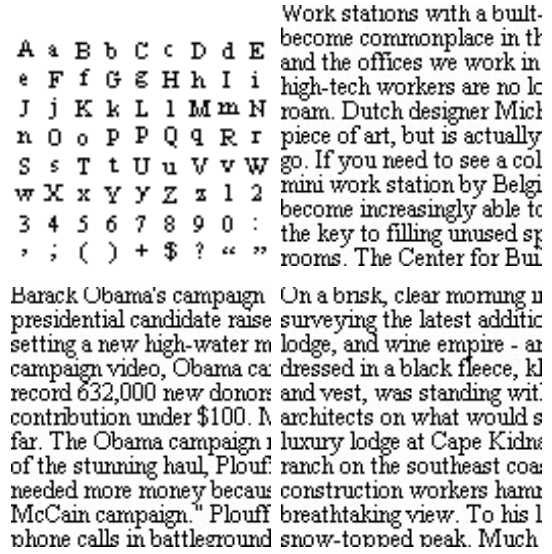 A a B b C c D d E
e F f G g H h I i
J j K k L l M m N
n O o P P Q q R r
S s T t U u V v W
w X x Y y Z z 1 2
3 4 5 6 7 8 9 0 :
, ; ( ) + $ ? “ ”
Work stations with a built-
become commonplace in th
and the offices we work in
high-tech workers are no lo
roam. Dutch designer Mich
piece of art, but is actually
go. If you need to see a col
mini work station by Belgi
become increasingly able to
the key to filling unused sp
rooms. The Center for Bui
Barack Obama's campaign
presidential candidate raise
setting a new high-water m
campaign video, Obama ca
record 632,000 new donors
contribution under $100. M
far. The Obama campaign
of the stunning haul, Plouf
needed more money becaus
McCain campaign." Plouff
phone calls in battleground
On a brisk, clear morning i
surveying the latest additio
lodge, and wine empire - a
dressed in a black fleece, k
and vest, was standing wit
architects on what would s
luxury lodge at Cape Kidna
ranch on the southeast coas
construction workers hamm
breathtaking view. To his l
snow-topped peak. Much